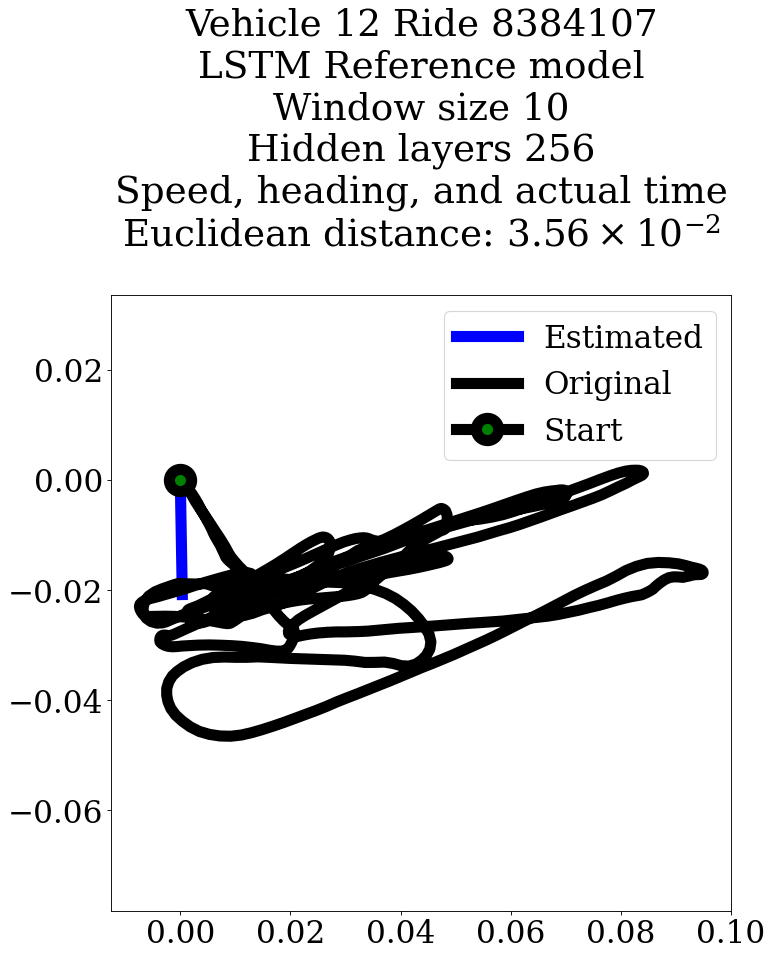 Vehicle 12 Ride 8384107
LSTM Reference model
Window size 10
Hidden layers 256
Speed, heading, and actual time
Euclidean distance: 3.56 × 10⁻²
Estimated
Original
Start
0.02
0.00
−0.02
−0.04
−0.06
0.00 0.02 0.04 0.06 0.08 0.10